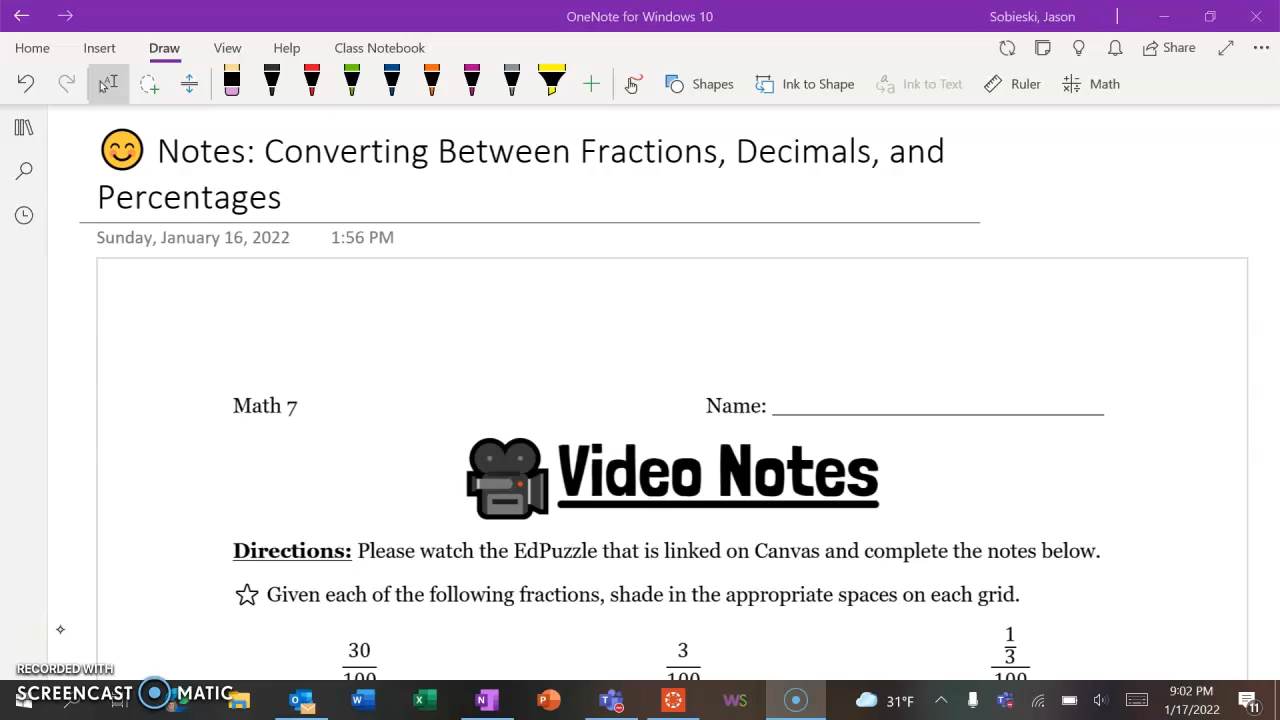 OneNote for Windows 10
Sobieski, Jason
Home Insert Draw View Help Class Notebook
Share
Shapes Ink to Shape Ink to Text Ruler Math
Notes: Converting Between Fractions, Decimals, and
Percentages
Sunday, January 16, 2022 1:56 PM
Math 7 Name:
Video Notes
Directions: Please watch the EdPuzzle that is linked on Canvas and complete the notes below.
☆ Given each of the following fractions, shade in the appropriate spaces on each grid.
30 3 1
3
100 100 100
RECORDED WITH
SCREENCAST MATIC
31°F
9:02 PM
1/17/2022
11